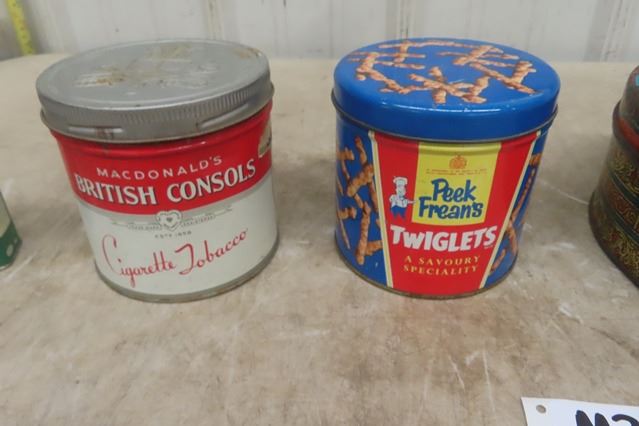 MACDONALD'S
BRITISH CONSOLS
ESTD 1858
Cigarette Tobacco
Peek
Frean's
TWIGLETS
A SAVOURY
SPECIALITY